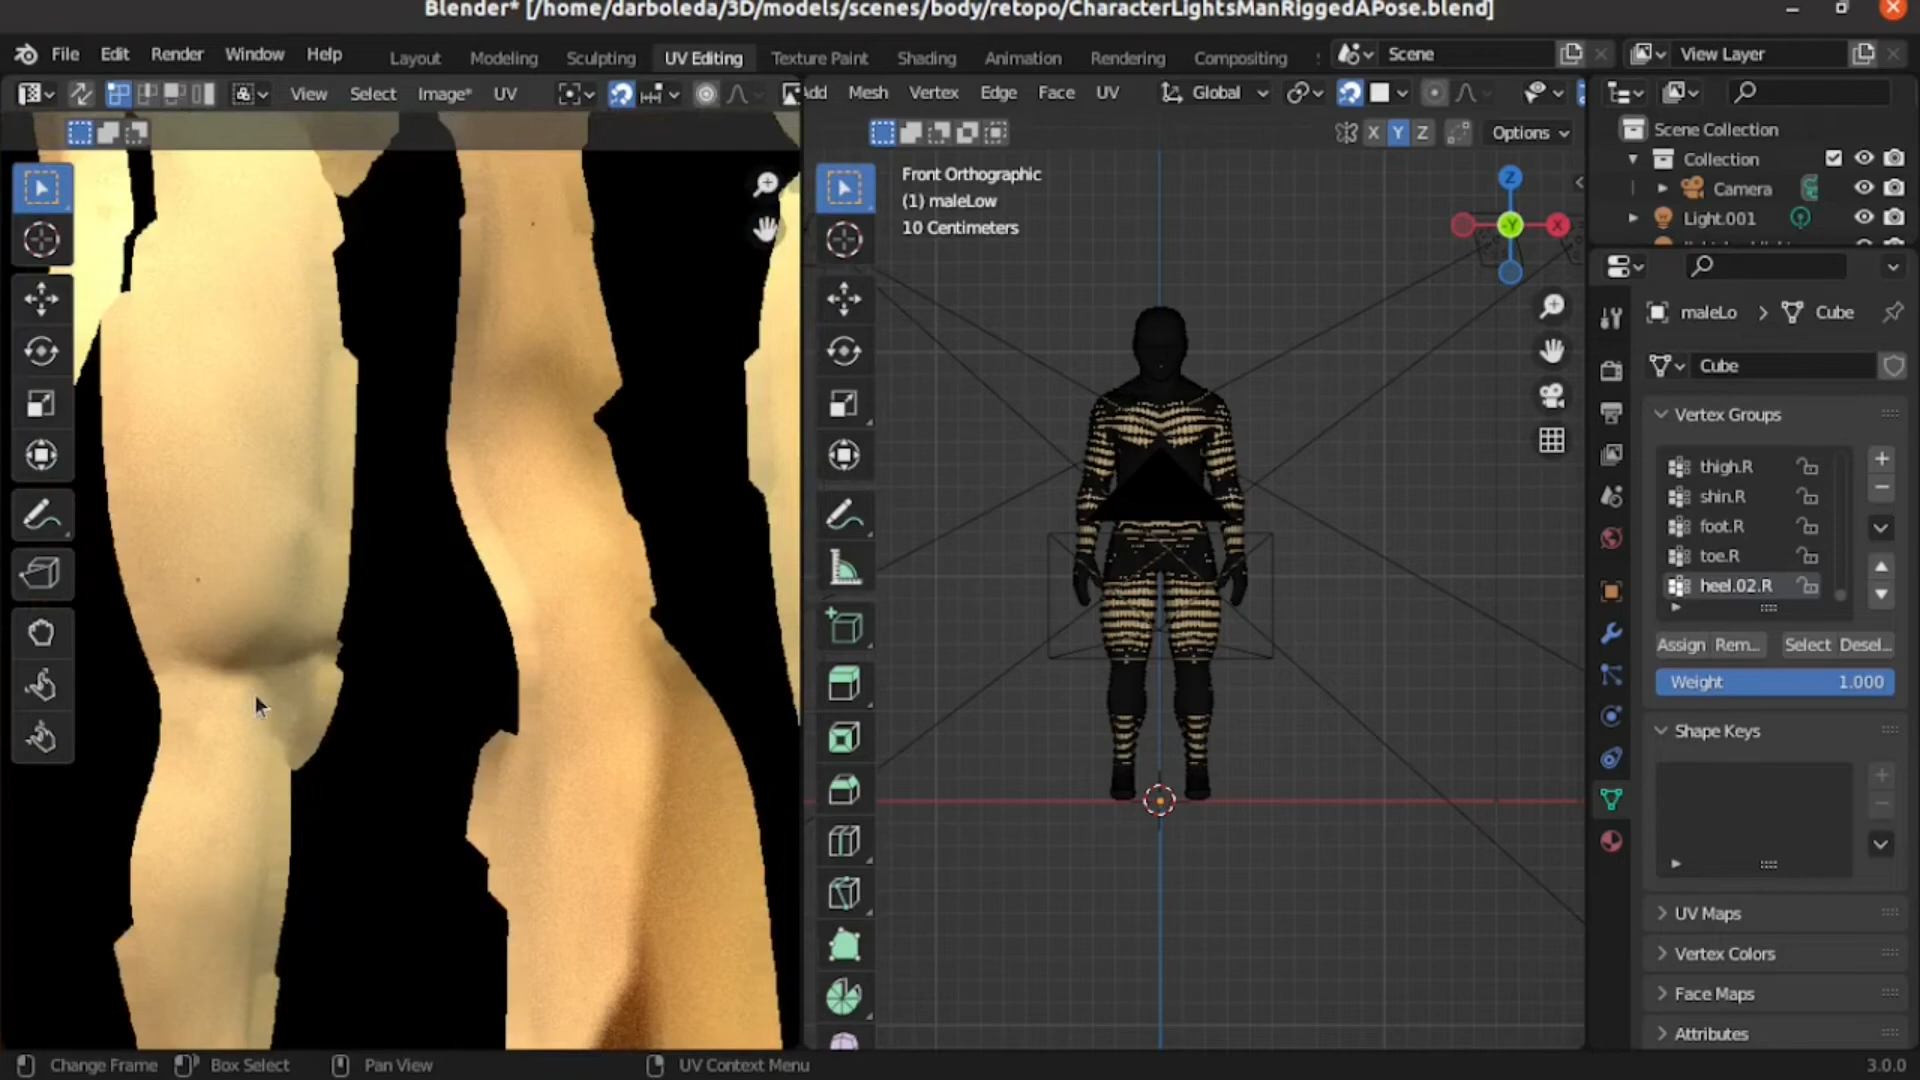 Blender* [/home/darboleda/3D/models/scenes/body/retopo/CharacterLightsManRiggedAPose.blend]
File Edit Render Window Help Layout Modeling Sculpting UV Editing Texture Paint Shading Animation Rendering Compositing Scene View Layer
View Select Image* UV Add Mesh Vertex Edge Face UV Global
X Y Z Options
Scene Collection
Collection
Camera
Light.001
Front Orthographic
(1) maleLow
10 Centimeters
Z
-Y
X
maleLo Cube
Cube
Vertex Groups
thigh.R
shin.R
foot.R
toe.R
heel.02.R
Assign Rem... Select Desel...
Weight 1.000
Shape Keys
UV Maps
Vertex Colors
Face Maps
Attributes
Change Frame Box Select Pan View UV Context Menu 3.0.0